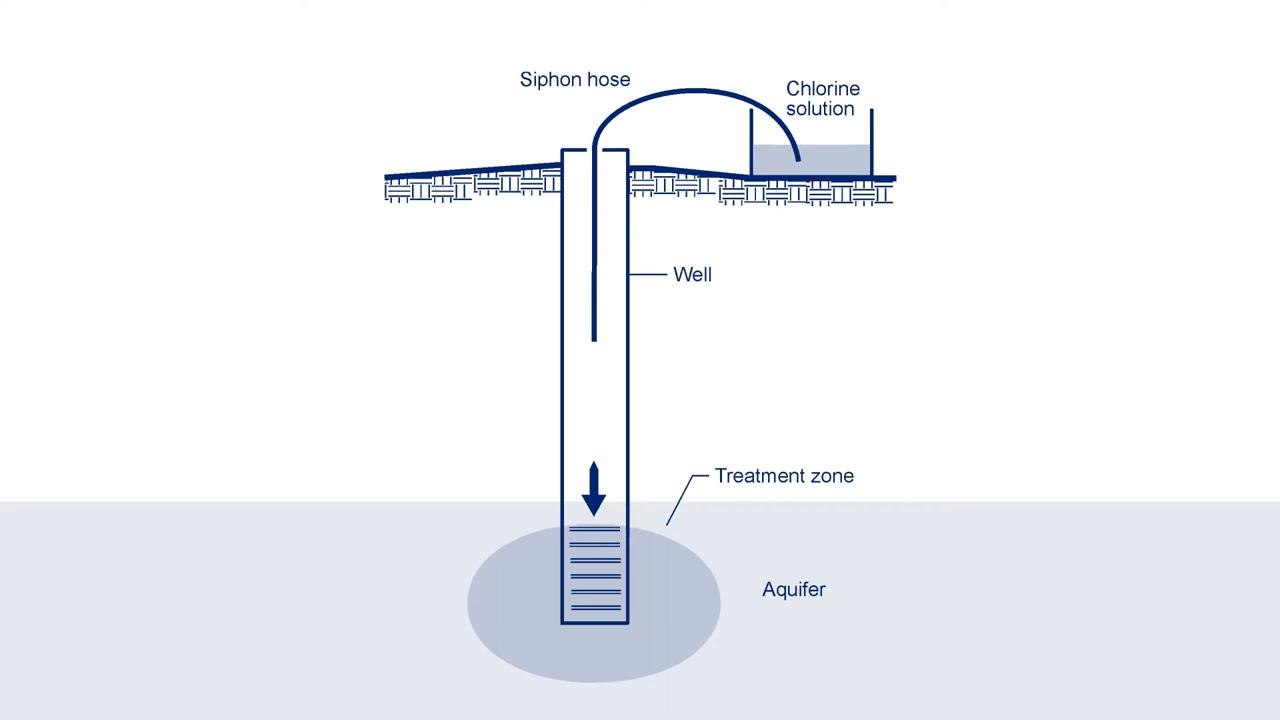 Siphon hose
Chlorine
solution
Well
Treatment zone
Aquifer